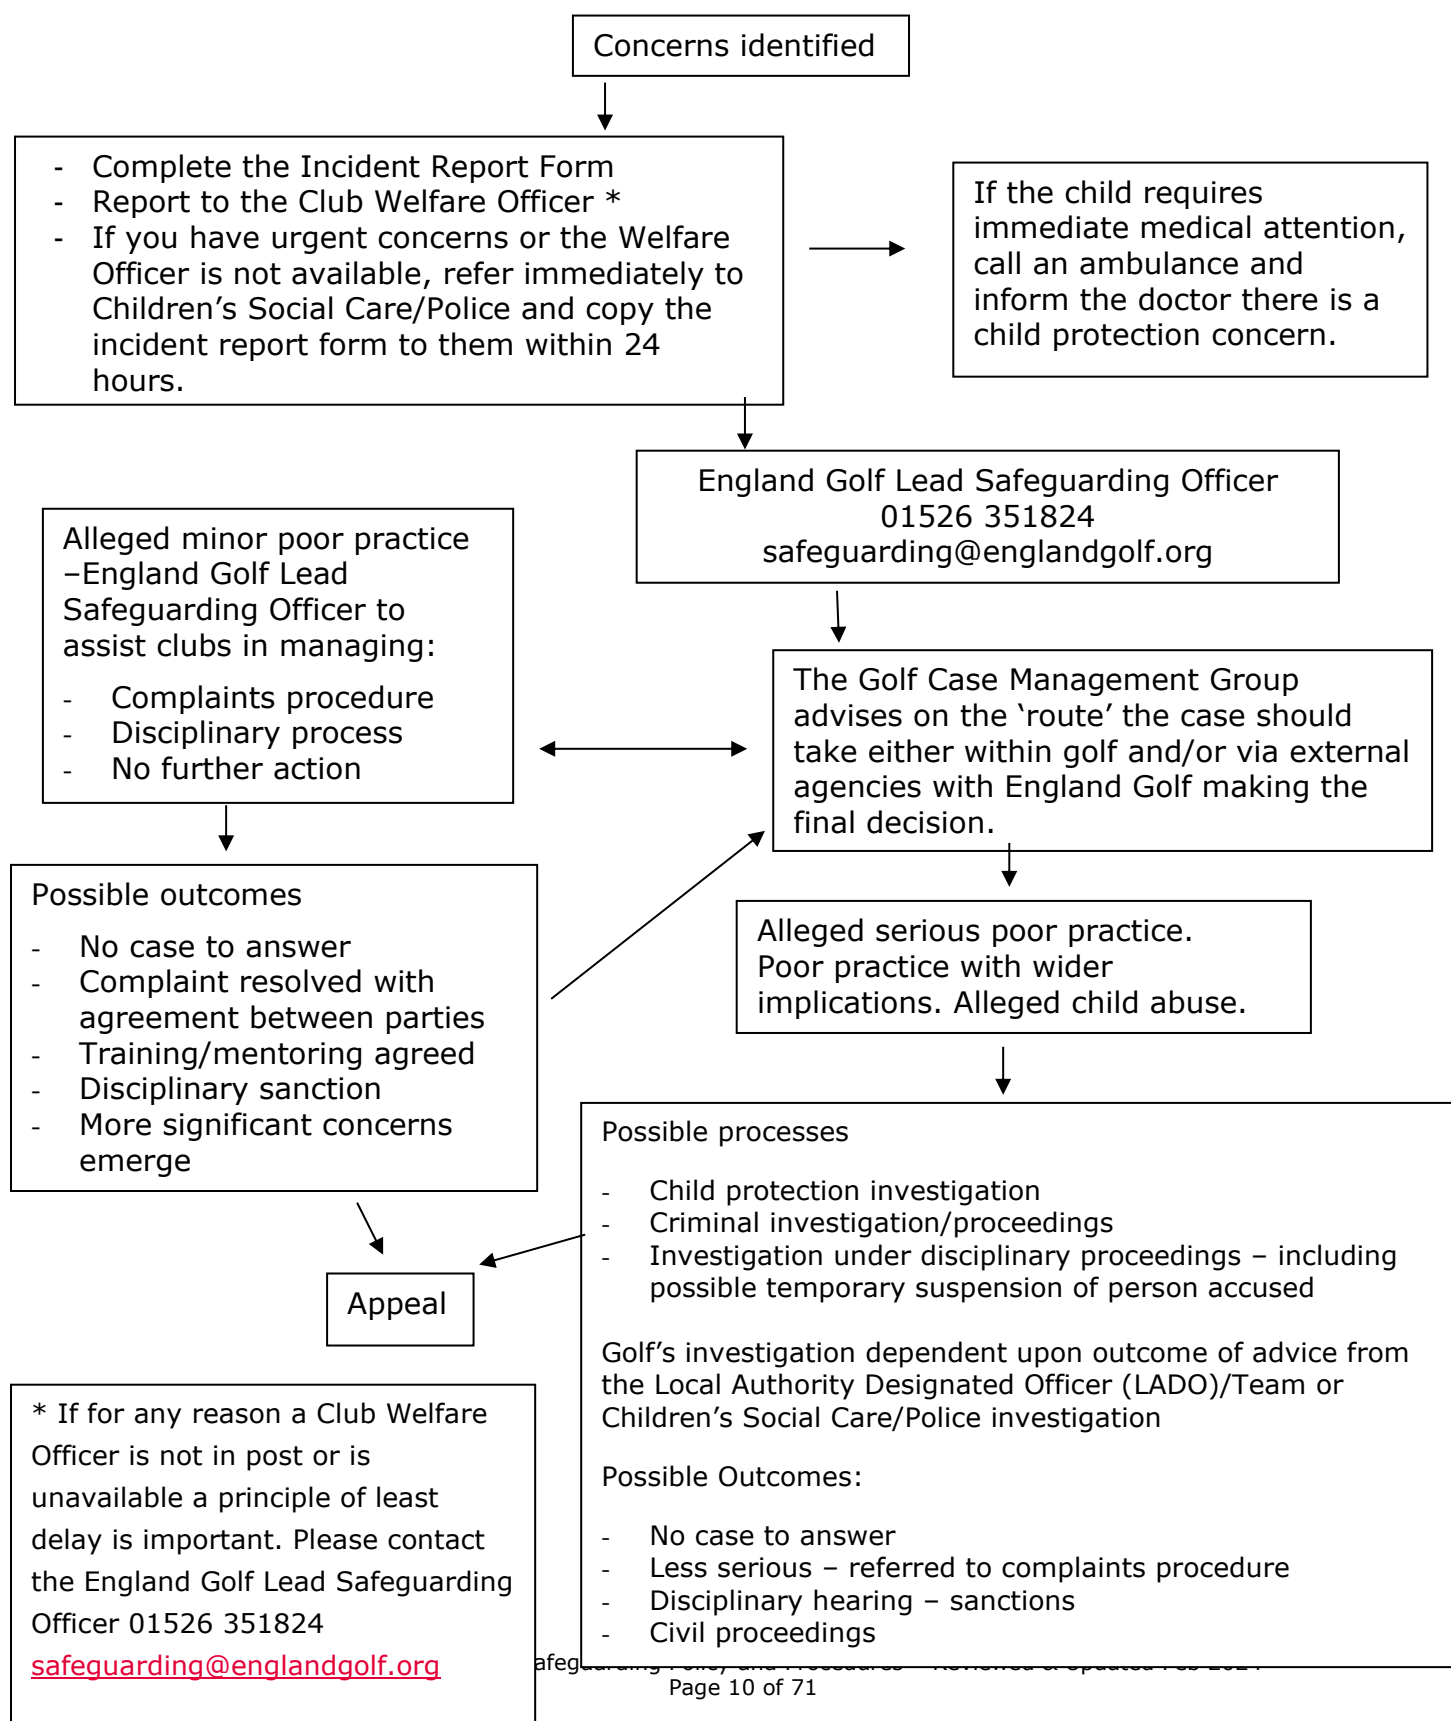 Concerns identified
- Complete the Incident Report Form
- Report to the Club Welfare Officer *
- If you have urgent concerns or the Welfare
Officer is not available, refer immediately to
Children’s Social Care/Police and copy the
incident report form to them within 24
hours.
If the child requires
immediate medical attention,
call an ambulance and
inform the doctor there is a
child protection concern.
England Golf Lead Safeguarding Officer
01526 351824
safeguarding@englandgolf.org
Alleged minor poor practice
–England Golf Lead
Safeguarding Officer to
assist clubs in managing:
- Complaints procedure
- Disciplinary process
- No further action
The Golf Case Management Group
advises on the ‘route’ the case should
take either within golf and/or via external
agencies with England Golf making the
final decision.
Possible outcomes
- No case to answer
- Complaint resolved with
agreement between parties
- Training/mentoring agreed
- Disciplinary sanction
- More significant concerns
emerge
Alleged serious poor practice.
Poor practice with wider
implications. Alleged child abuse.
Possible processes
- Child protection investigation
- Criminal investigation/proceedings
- Investigation under disciplinary proceedings – including
possible temporary suspension of person accused
Golf’s investigation dependent upon outcome of advice from
the Local Authority Designated Officer (LADO)/Team or
Children’s Social Care/Police investigation
Possible Outcomes:
- No case to answer
- Less serious – referred to complaints procedure
- Disciplinary hearing – sanctions
- Civil proceedings
Appeal
* If for any reason a Club Welfare
Officer is not in post or is
unavailable a principle of least
delay is important. Please contact
the England Golf Lead Safeguarding
Officer 01526 351824
safeguarding@englandgolf.org
Page 10 of 71